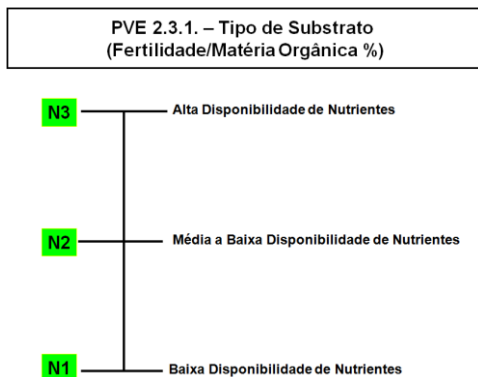 PVE 2.3.1. – Tipo de Substrato
(Fertilidade/Matéria Orgânica %)
N3 Alta Disponibilidade de Nutrientes
N2 Média a Baixa Disponibilidade de Nutrientes
N1 Baixa Disponibilidade de Nutrientes